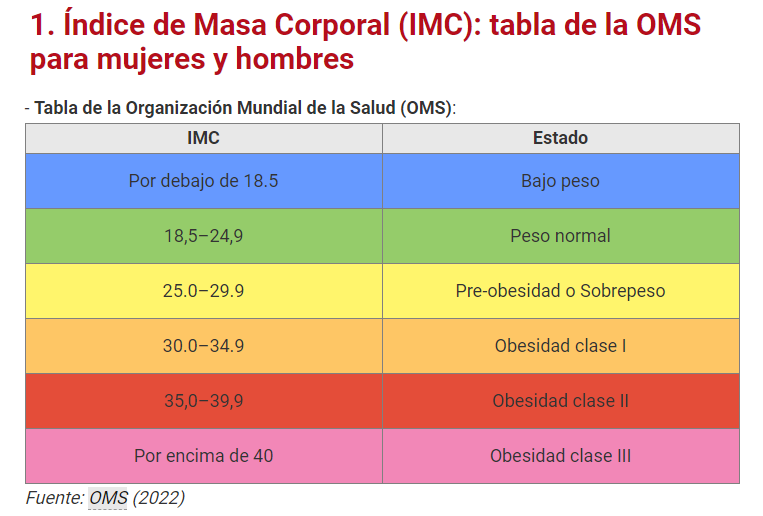 1. Índice de Masa Corporal (IMC): tabla de la OMS
para mujeres y hombres
- Tabla de la Organización Mundial de la Salud (OMS):
IMC Estado
Por debajo de 18.5 Bajo peso
18,5–24,9 Peso normal
25.0–29.9 Pre-obesidad o Sobrepeso
30.0–34.9 Obesidad clase I
35,0–39,9 Obesidad clase II
Por encima de 40 Obesidad clase III
Fuente: OMS (2022)